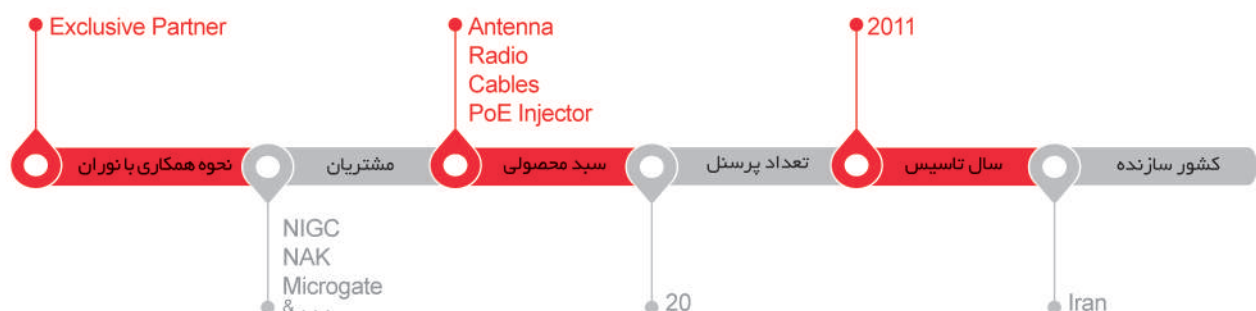 Exclusive Partner
Antenna
Radio
Cables
PoE Injector
2011
کشور سازنده
سال تاسیس
تعداد پرسنل
سبد محصولی
مشتریان
نحوه همکاری با نوران
NIGC
NAK
Microgate
& ...
20
Iran